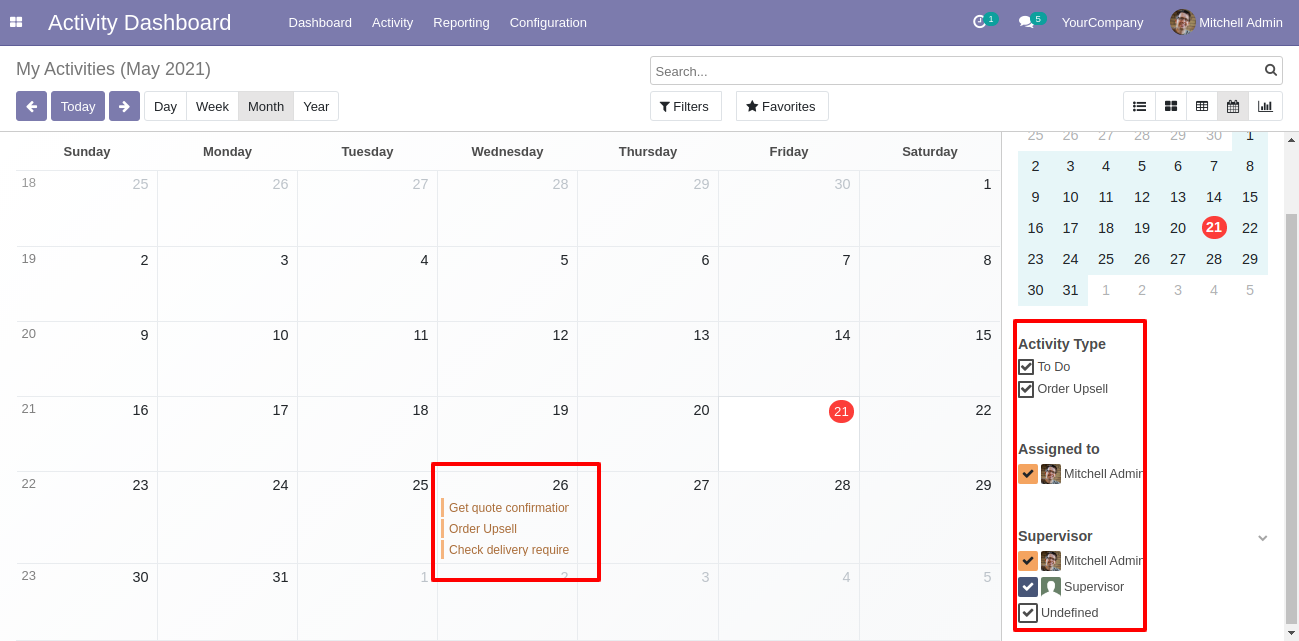 Activity Dashboard Dashboard Activity Reporting Configuration 1 5 YourCompany Mitchell Admin
My Activities (May 2021) Search...
Today Day Week Month Year Filters Favorites
Sunday Monday Tuesday Wednesday Thursday Friday Saturday
18 25 26 27 28 29 30 1
19 2 3 4 5 6 7 8
20 9 10 11 12 13 14 15
21 16 17 18 19 20 21 22
22 23 24 25 26 27 28 29
Get quote confirmation
Order Upsell
Check delivery require
23 30 31 1 2 3 4 5
25 26 27 28 29 30 1
2 3 4 5 6 7 8
9 10 11 12 13 14 15
16 17 18 19 20 21 22
23 24 25 26 27 28 29
30 31 1 2 3 4 5
Activity Type
To Do
Order Upsell
Assigned to
Mitchell Admin
Supervisor
Mitchell Admin
Supervisor
Undefined